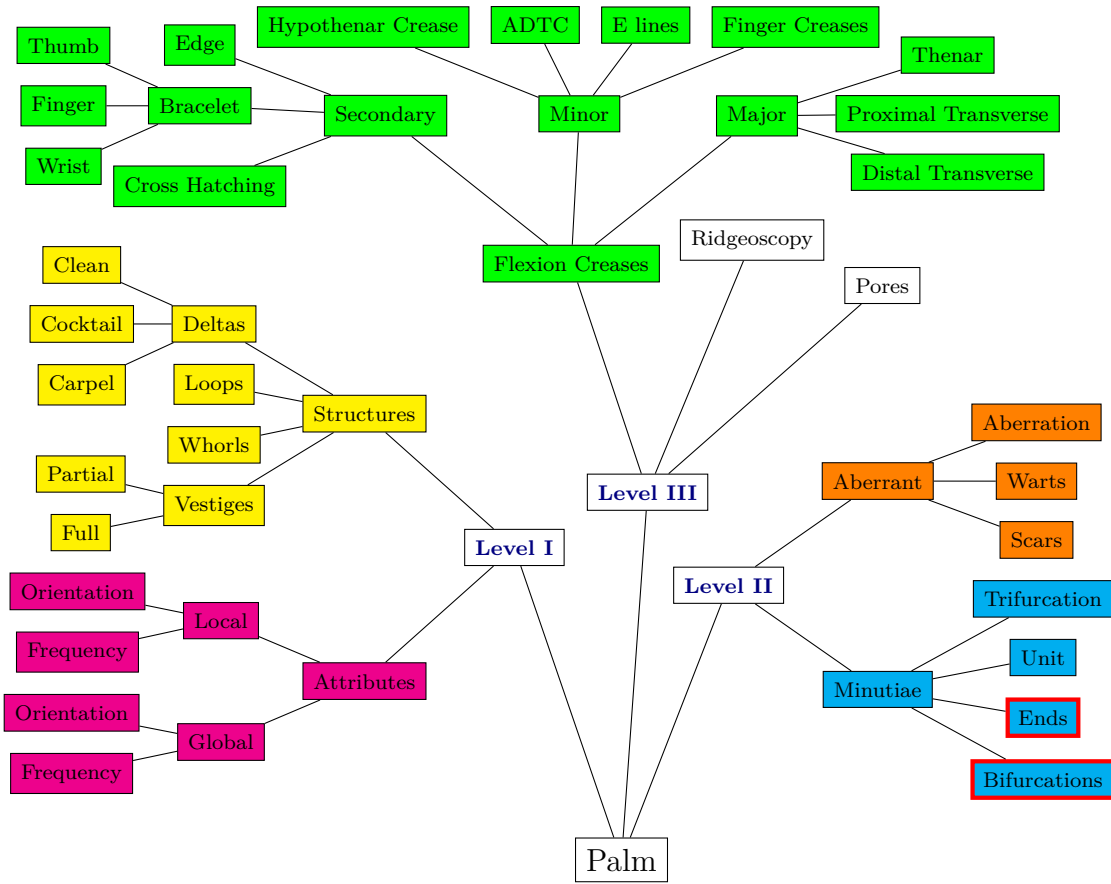 Hypothenar Crease
ADTC
E lines
Finger Creases
Thumb
Edge
Thenar
Finger
Bracelet
Secondary
Minor
Major
Proximal Transverse
Wrist
Cross Hatching
Distal Transverse
Ridgeoscopy
Clean
Flexion Creases
Pores
Cocktail
Deltas
Carpel
Loops
Structures
Aberration
Whorls
Partial
Aberrant
Warts
Vestiges
Level III
Full
Level I
Scars
Orientation
Level II
Trifurcation
Local
Frequency
Unit
Attributes
Minutiae
Orientation
Ends
Global
Frequency
Bifurcations
Palm